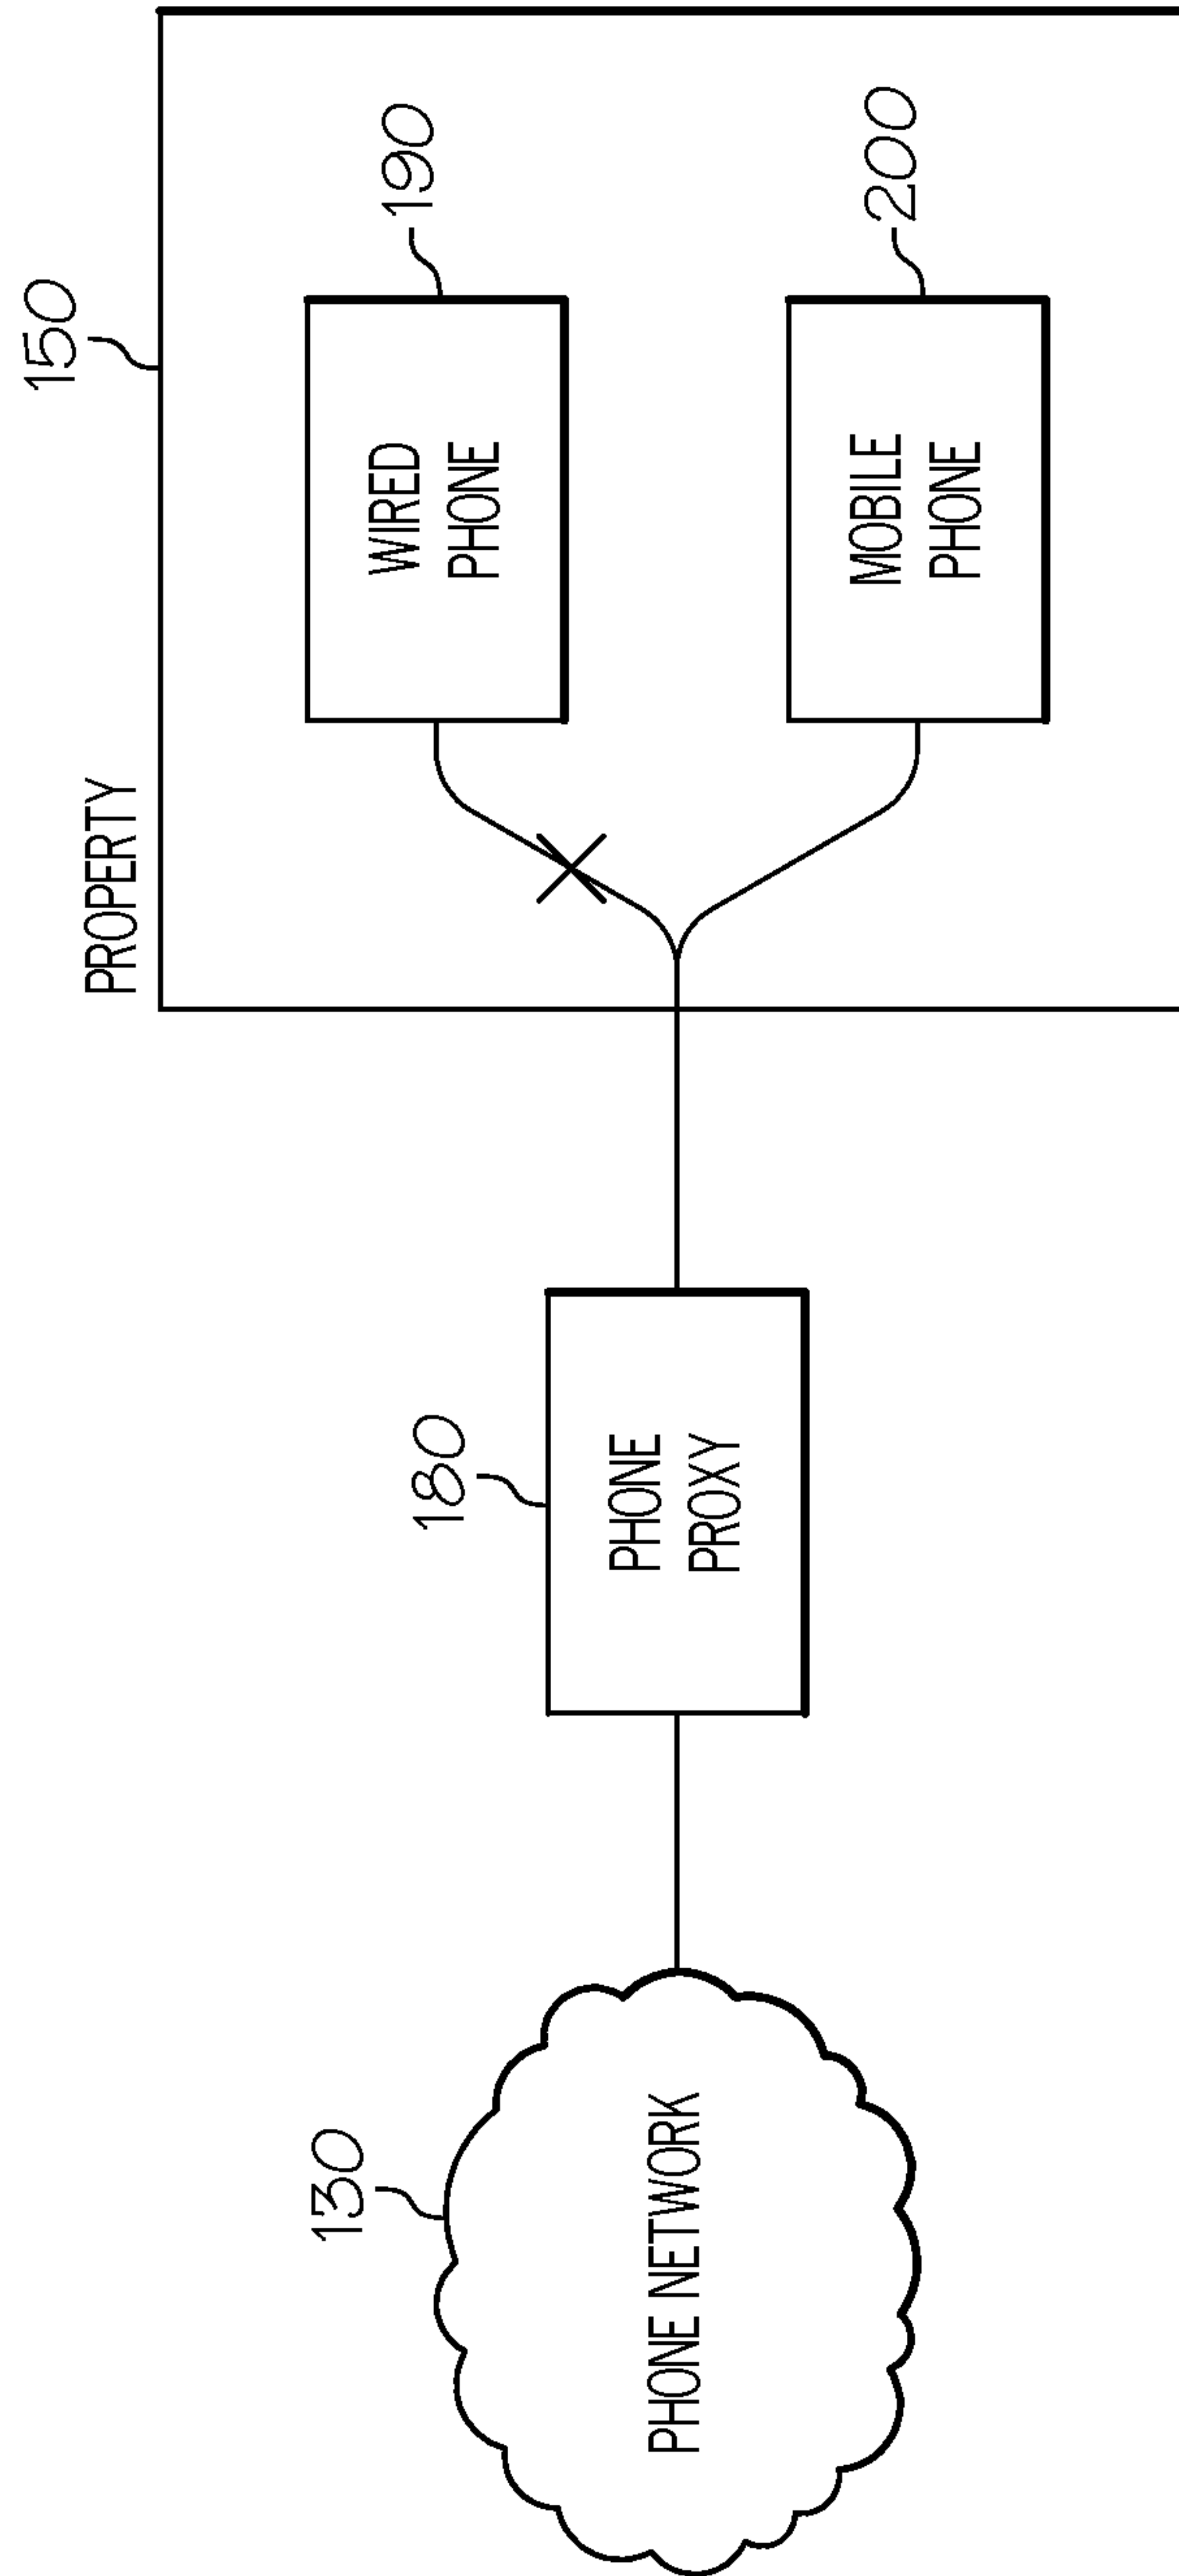 130
PHONE NETWORK
180
PHONE
PROXY
PROPERTY
150
WIRED
PHONE
190
MOBILE
PHONE
200